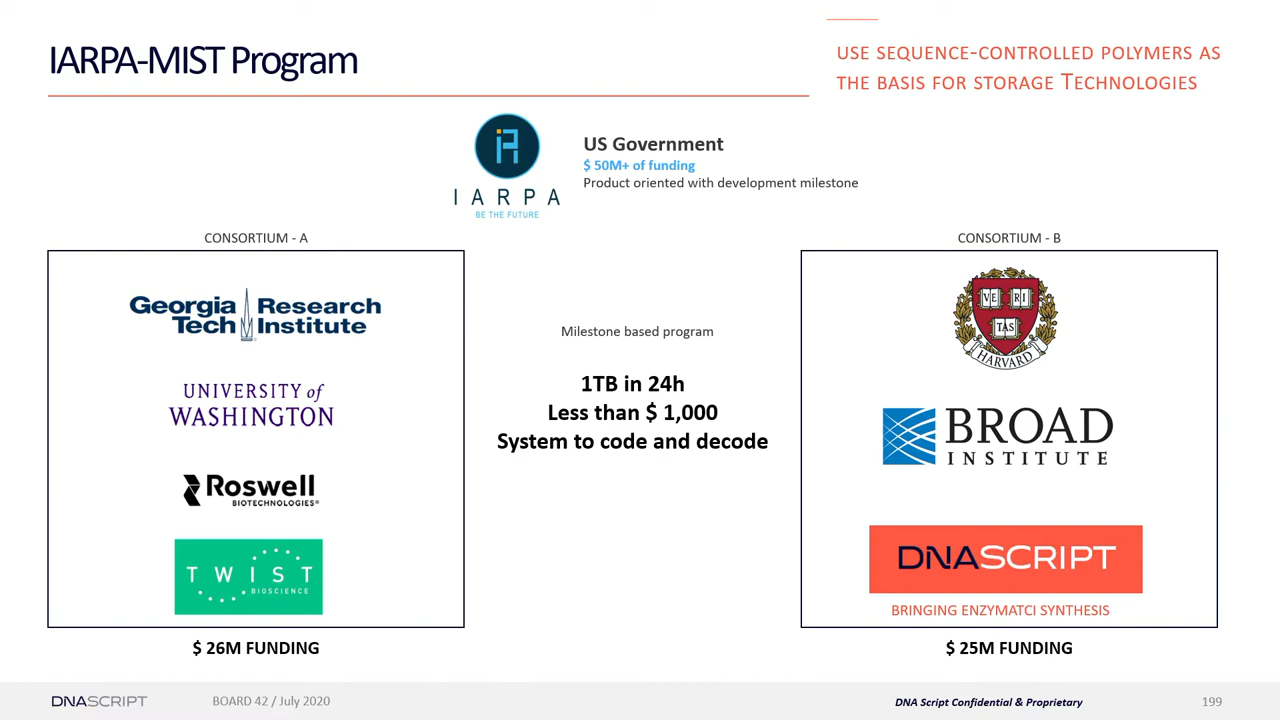 IARPA-MIST Program
USE SEQUENCE-CONTROLLED POLYMERS AS
THE BASIS FOR STORAGE TECHNOLOGIES
IARPA
BE THE FUTURE
US Government
$ 50M+ of funding
Product oriented with development milestone
CONSORTIUM - A
Georgia Tech Research Institute
UNIVERSITY of
WASHINGTON
Roswell
BIOTECHNOLOGIES®
TWIST
BIOSCIENCE
$ 26M FUNDING
Milestone based program
1TB in 24h
Less than $ 1,000
System to code and decode
CONSORTIUM - B
VE RI
TAS
HARVARD
BROAD
INSTITUTE
DNASCRIPT
BRINGING ENZYMATCI SYNTHESIS
$ 25M FUNDING
DNASCRIPT
BOARD 42 / July 2020
DNA Script Confidential & Proprietary
199